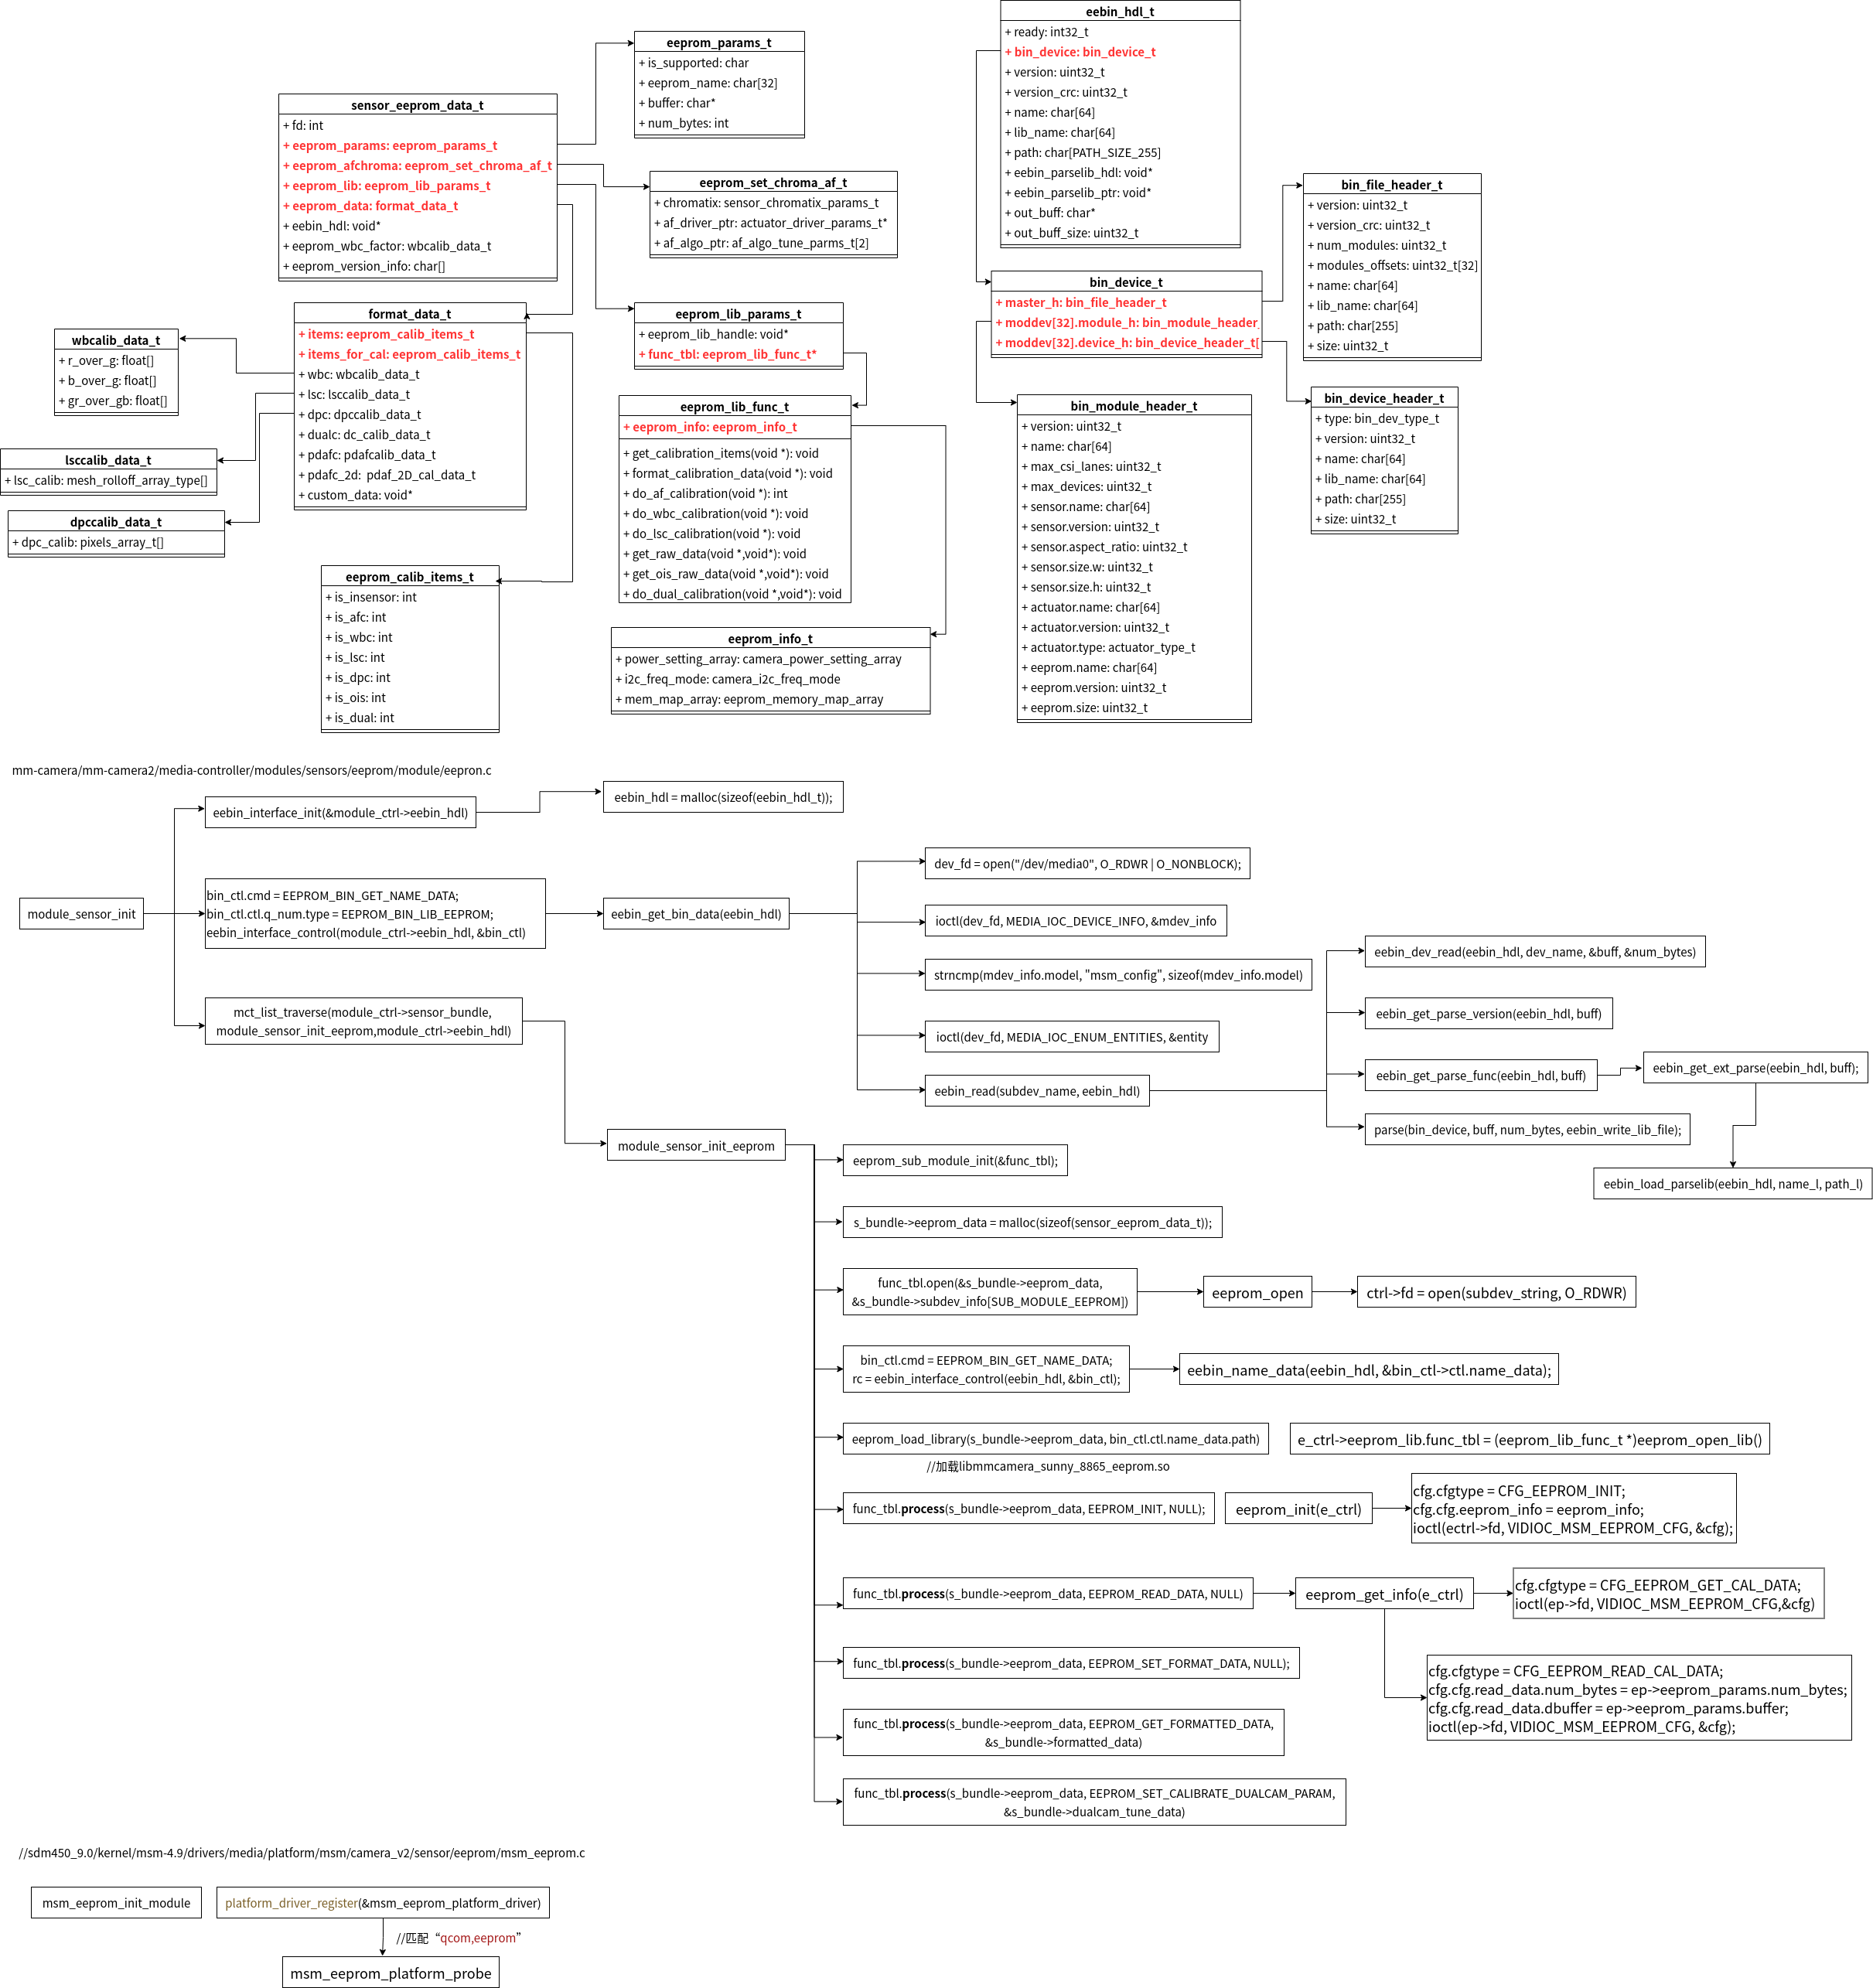 eebin_hdl_t
+ ready: int32_t
+ bin_device: bin_device_t
+ version: uint32_t
+ version_crc: uint32_t
+ name: char[64]
+ lib_name: char[64]
+ path: char[PATH_SIZE_255]
+ eebin_parselib_hdl: void*
+ eebin_parselib_ptr: void*
+ out_buff: char*
+ out_buff_size: uint32_t
eeprom_params_t
+ is_supported: char
+ eeprom_name: char[32]
+ buffer: char*
+ num_bytes: int
sensor_eeprom_data_t
+ fd: int
+ eeprom_params: eeprom_params_t
+ eeprom_afchroma: eeprom_set_chroma_af_t
+ eeprom_lib: eeprom_lib_params_t
+ eeprom_data: format_data_t
+ eebin_hdl: void*
+ eeprom_wbc_factor: wbcalib_data_t
+ eeprom_version_info: char[]
eeprom_set_chroma_af_t
+ chromatix: sensor_chromatix_params_t
+ af_driver_ptr: actuator_driver_params_t*
+ af_algo_ptr: af_algo_tune_parms_t[2]
bin_file_header_t
+ version: uint32_t
+ version_crc: uint32_t
+ num_modules: uint32_t
+ modules_offsets: uint32_t[32]
+ name: char[64]
+ lib_name: char[64]
+ path: char[255]
+ size: uint32_t
bin_device_t
+ master_h: bin_file_header_t
+ moddev[32].module_h: bin_module_header_
+ moddev[32].device_h: bin_device_header_t[
format_data_t
+ items: eeprom_calib_items_t
+ items_for_cal: eeprom_calib_items_t
+ wbc: wbcalib_data_t
+ lsc: lsccalib_data_t
+ dpc: dpccalib_data_t
+ dualc: dc_calib_data_t
+ pdafc: pdafcalib_data_t
+ pdafc_2d:  pdaf_2D_cal_data_t
+ custom_data: void*
eeprom_lib_params_t
+ eeprom_lib_handle: void*
+ func_tbl: eeprom_lib_func_t*
wbcalib_data_t
+ r_over_g: float[]
+ b_over_g: float[]
+ gr_over_gb: float[]
bin_device_header_t
+ type: bin_dev_type_t
+ version: uint32_t
+ name: char[64]
+ lib_name: char[64]
+ path: char[255]
+ size: uint32_t
bin_module_header_t
+ version: uint32_t
+ name: char[64]
+ max_csi_lanes: uint32_t
+ max_devices: uint32_t
+ sensor.name: char[64]
+ sensor.version: uint32_t
+ sensor.aspect_ratio: uint32_t
+ sensor.size.w: uint32_t
+ sensor.size.h: uint32_t
+ actuator.name: char[64]
+ actuator.version: uint32_t
+ actuator.type: actuator_type_t
+ eeprom.name: char[64]
+ eeprom.version: uint32_t
+ eeprom.size: uint32_t
eeprom_lib_func_t
+ eeprom_info: eeprom_info_t
+ get_calibration_items(void *): void
+ format_calibration_data(void *): void
+ do_af_calibration(void *): int
+ do_wbc_calibration(void *): void
+ do_lsc_calibration(void *): void
+ get_raw_data(void *,void*): void
+ get_ois_raw_data(void *,void*): void
+ do_dual_calibration(void *,void*): void
lsccalib_data_t
+ lsc_calib: mesh_rolloff_array_type[]
dpccalib_data_t
+ dpc_calib: pixels_array_t[]
eeprom_calib_items_t
+ is_insensor: int
+ is_afc: int
+ is_wbc: int
+ is_lsc: int
+ is_dpc: int
+ is_ois: int
+ is_dual: int
eeprom_info_t
+ power_setting_array: camera_power_setting_array
+ i2c_freq_mode: camera_i2c_freq_mode
+ mem_map_array: eeprom_memory_map_array
mm-camera/mm-camera2/media-controller/modules/sensors/eeprom/module/eepron.c
eebin_interface_init(&module_ctrl->eebin_hdl)
eebin_hdl = malloc(sizeof(eebin_hdl_t));
module_sensor_init
bin_ctl.cmd = EEPROM_BIN_GET_NAME_DATA;
bin_ctl.ctl.q_num.type = EEPROM_BIN_LIB_EEPROM;
eebin_interface_control(module_ctrl->eebin_hdl, &bin_ctl)
eebin_get_bin_data(eebin_hdl)
dev_fd = open("/dev/media0", O_RDWR | O_NONBLOCK);
ioctl(dev_fd, MEDIA_IOC_DEVICE_INFO, &mdev_info
strncmp(mdev_info.model, "msm_config", sizeof(mdev_info.model)
ioctl(dev_fd, MEDIA_IOC_ENUM_ENTITIES, &entity
eebin_read(subdev_name, eebin_hdl)
eebin_dev_read(eebin_hdl, dev_name, &buff, &num_bytes)
eebin_get_parse_version(eebin_hdl, buff)
eebin_get_parse_func(eebin_hdl, buff)
eebin_get_ext_parse(eebin_hdl, buff);
parse(bin_device, buff, num_bytes, eebin_write_lib_file);
eebin_load_parselib(eebin_hdl, name_l, path_l)
mct_list_traverse(module_ctrl->sensor_bundle,
module_sensor_init_eeprom,module_ctrl->eebin_hdl)
module_sensor_init_eeprom
eeprom_sub_module_init(&func_tbl);
s_bundle->eeprom_data = malloc(sizeof(sensor_eeprom_data_t));
func_tbl.open(&s_bundle->eeprom_data,
&s_bundle->subdev_info[SUB_MODULE_EEPROM])
eeprom_open
ctrl->fd = open(subdev_string, O_RDWR)
bin_ctl.cmd = EEPROM_BIN_GET_NAME_DATA;
rc = eebin_interface_control(eebin_hdl, &bin_ctl);
eebin_name_data(eebin_hdl, &bin_ctl->ctl.name_data);
eeprom_load_library(s_bundle->eeprom_data, bin_ctl.ctl.name_data.path)
e_ctrl->eeprom_lib.func_tbl = (eeprom_lib_func_t *)eeprom_open_lib()
//加载libmmcamera_sunny_8865_eeprom.so
func_tbl.process(s_bundle->eeprom_data, EEPROM_INIT, NULL);
eeprom_init(e_ctrl)
cfg.cfgtype = CFG_EEPROM_INIT;
cfg.cfg.eeprom_info = eeprom_info;
ioctl(ectrl->fd, VIDIOC_MSM_EEPROM_CFG, &cfg);
func_tbl.process(s_bundle->eeprom_data, EEPROM_READ_DATA, NULL)
eeprom_get_info(e_ctrl)
cfg.cfgtype = CFG_EEPROM_GET_CAL_DATA;
ioctl(ep->fd, VIDIOC_MSM_EEPROM_CFG,&cfg)
func_tbl.process(s_bundle->eeprom_data, EEPROM_SET_FORMAT_DATA, NULL);
cfg.cfgtype = CFG_EEPROM_READ_CAL_DATA;
cfg.cfg.read_data.num_bytes = ep->eeprom_params.num_bytes;
cfg.cfg.read_data.dbuffer = ep->eeprom_params.buffer;
ioctl(ep->fd, VIDIOC_MSM_EEPROM_CFG, &cfg);
func_tbl.process(s_bundle->eeprom_data, EEPROM_GET_FORMATTED_DATA,
&s_bundle->formatted_data)
func_tbl.process(s_bundle->eeprom_data, EEPROM_SET_CALIBRATE_DUALCAM_PARAM,
&s_bundle->dualcam_tune_data)
//sdm450_9.0/kernel/msm-4.9/drivers/media/platform/msm/camera_v2/sensor/eeprom/msm_eeprom.c
msm_eeprom_init_module
platform_driver_register(&msm_eeprom_platform_driver)
//匹配“qcom,eeprom”
msm_eeprom_platform_probe